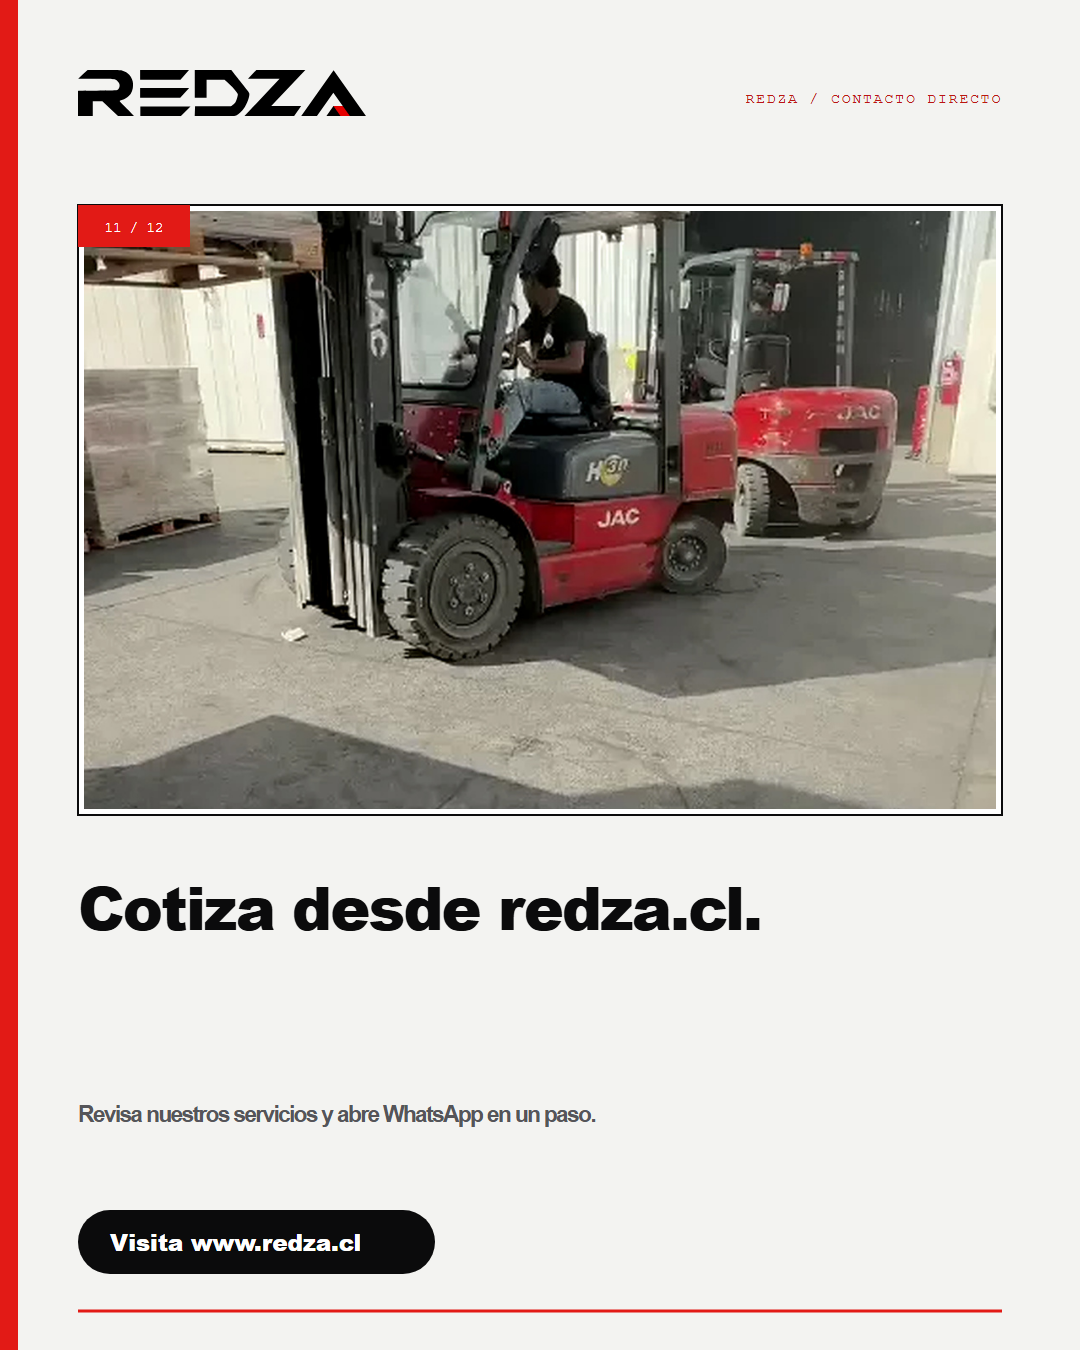 REDZA
REDZA / CONTACTO DIRECTO
11 / 12
JAC
JAC
H30
JAC
Cotiza desde redza.cl.
Revisa nuestros servicios y abre WhatsApp en un paso.
Visita www.redza.cl